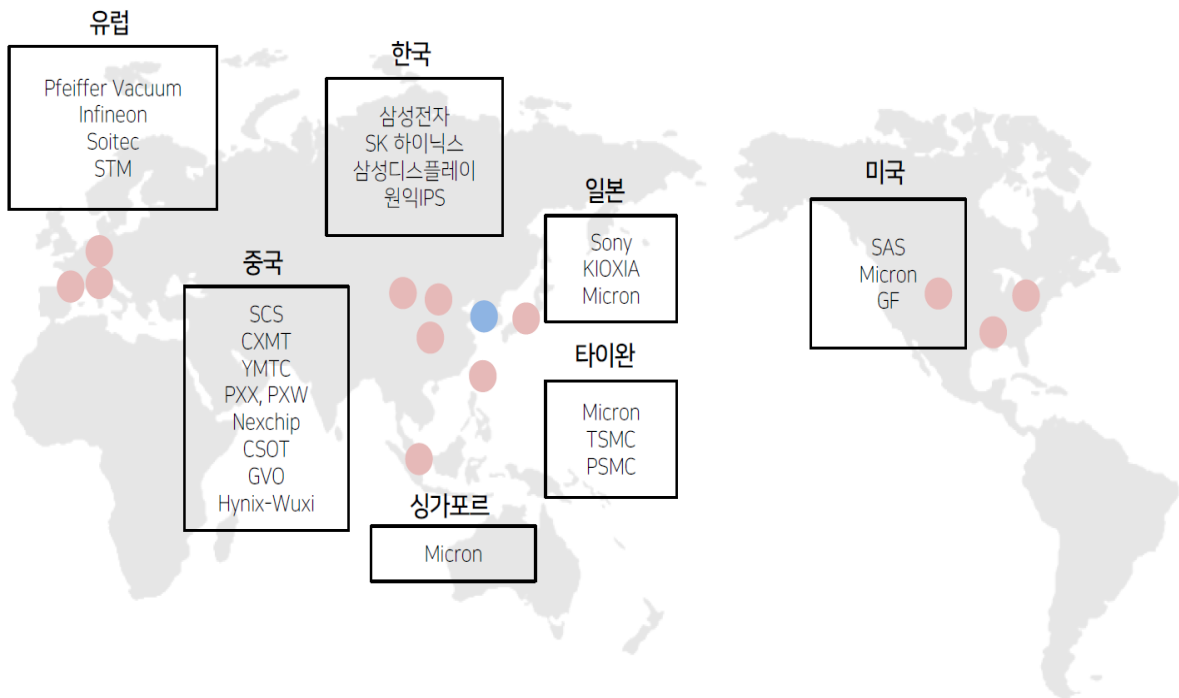 유럽
Pfeiffer Vacuum
Infineon
Soitec
STM
한국
삼성전자
SK 하이닉스
삼성디스플레이
원익IPS
일본
Sony
KIOXIA
Micron
미국
SAS
Micron
GF
중국
SCS
CXMT
YMTC
PXX, PXW
Nexchip
CSOT
GVO
Hynix-Wuxi
타이완
Micron
TSMC
PSMC
싱가포르
Micron